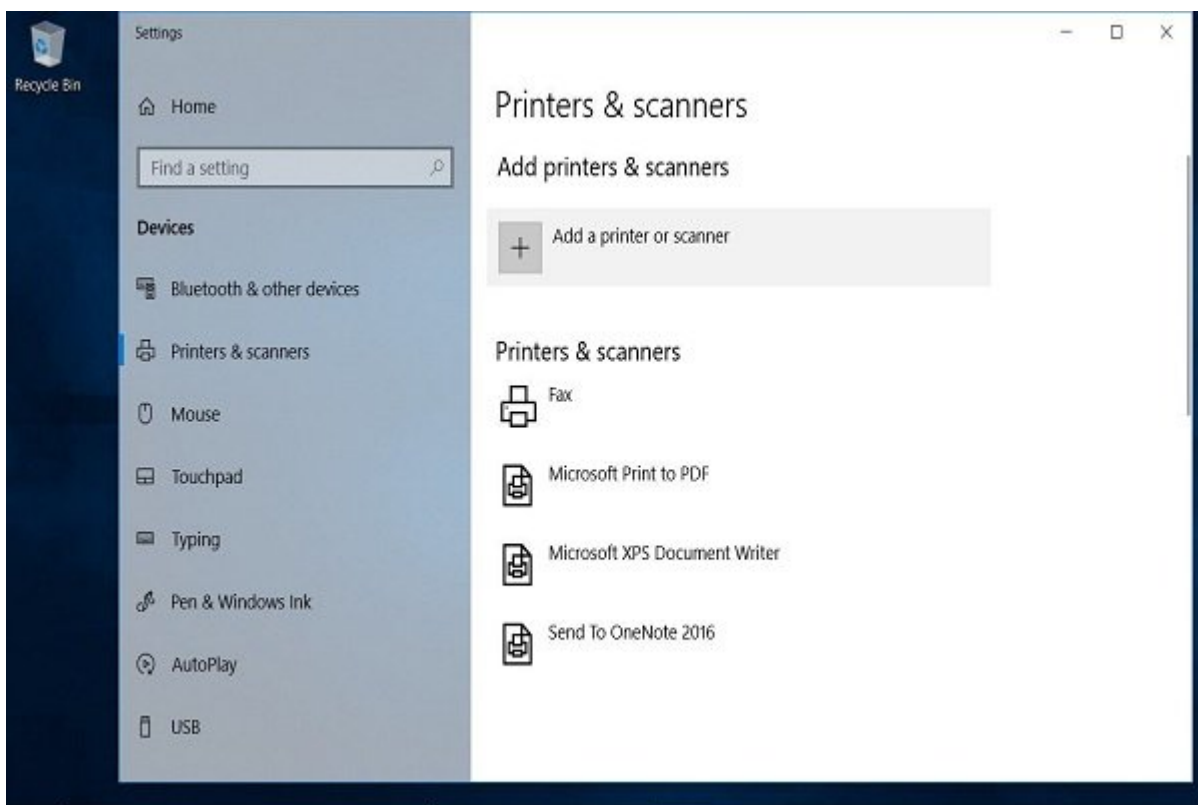 Recycle Bin
Settings
Home
Find a setting
Devices
Bluetooth & other devices
Printers & scanners
Mouse
Touchpad
Typing
Pen & Windows Ink
AutoPlay
USB
Printers & scanners
Add printers & scanners
Add a printer or scanner
Printers & scanners
Fax
Microsoft Print to PDF
Microsoft XPS Document Writer
Send To OneNote 2016